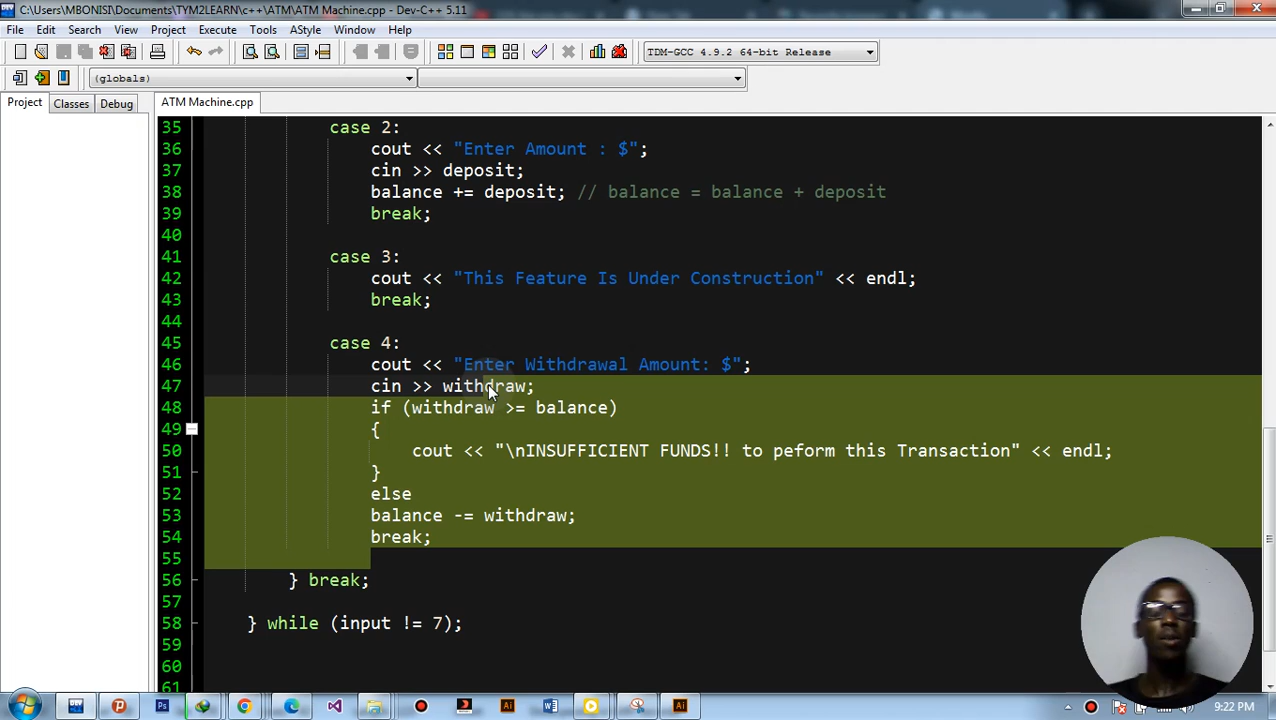 C:\Users\MBONISI\Documents\TYM2LEARN\c++\ATM\ATM Machine.cpp - Dev-C++ 5.11
File Edit Search View Project Execute Tools AStyle Window Help
TDM-GCC 4.9.2 64-bit Release
(globals)
Project Classes Debug ATM Machine.cpp
35 case 2:
36 cout << "Enter Amount : $";
37 cin >> deposit;
38 balance += deposit; // balance = balance + deposit
39 break;
40
41 case 3:
42 cout << "This Feature Is Under Construction" << endl;
43 break;
44
45 case 4:
46 cout << "Enter Withdrawal Amount: $";
47 cin >> withdraw;
48 if (withdraw >= balance)
49 {
50 cout << "\nINSUFFICIENT FUNDS!! to peform this Transaction" << endl;
51 }
52 else
53 balance -= withdraw;
54 break;
55
56 } break;
57
58 } while (input != 7);
59
60
61
DEV Ps Ai W Ai 9:22 PM